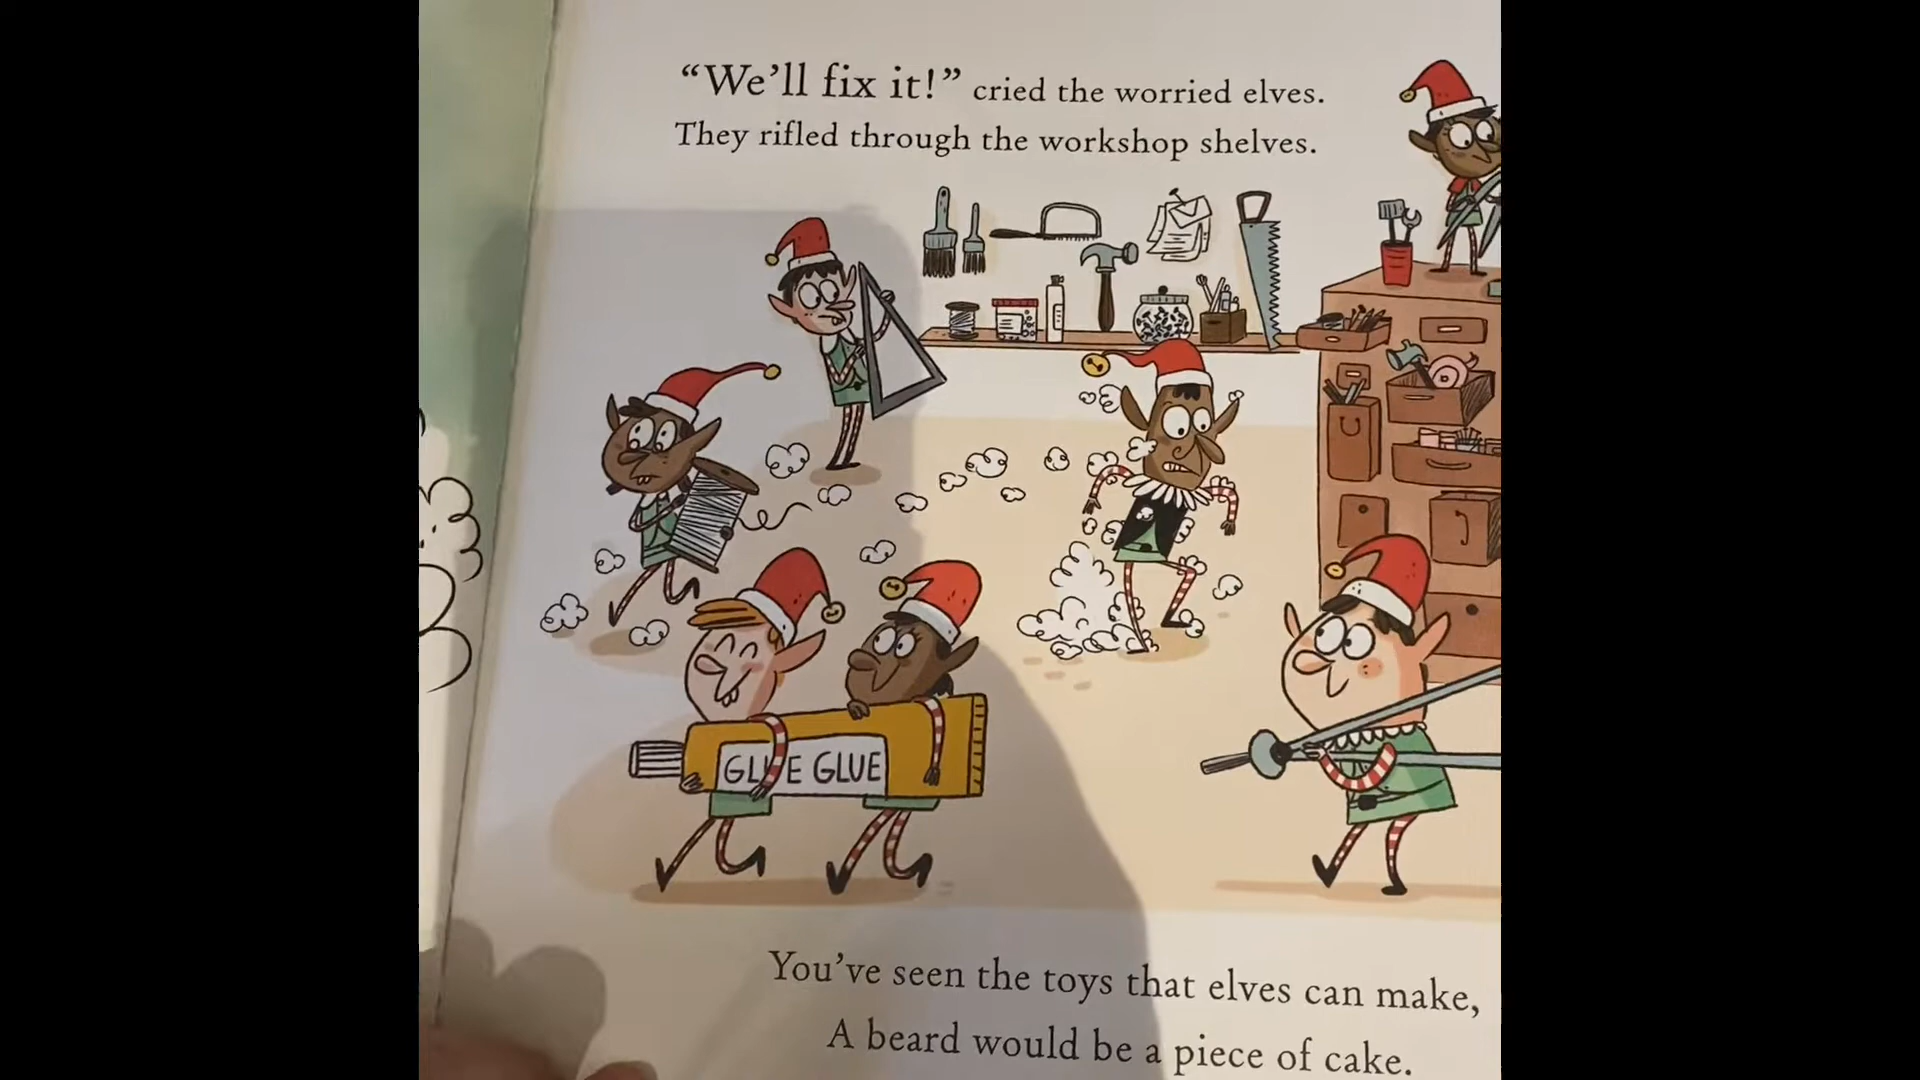 “We’ll fix it!” cried the worried elves.
They rifled through the workshop shelves.
GLUE GLUE
You’ve seen the toys that elves can make,
A beard would be a piece of cake.